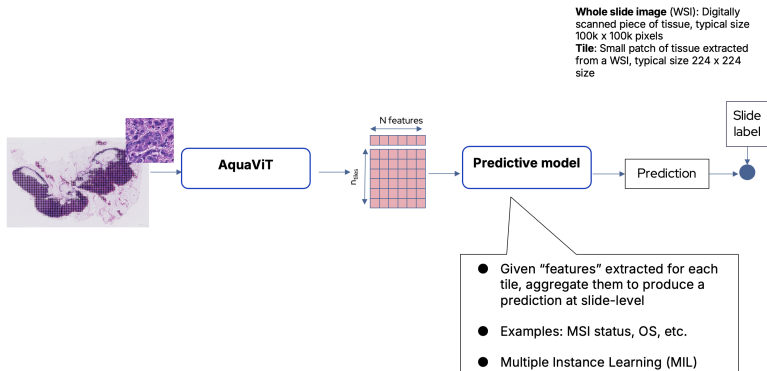 Whole slide image (WSI): Digitally
scanned piece of tissue, typical size
100k x 100k pixels
Tile: Small patch of tissue extracted
from a WSI, typical size 224 x 224
size
N features
n tiles
AquaViT
Predictive model
Prediction
Slide
label
● Given “features” extracted for each
tile, aggregate them to produce a
prediction at slide-level
● Examples: MSI status, OS, etc.
● Multiple Instance Learning (MIL)